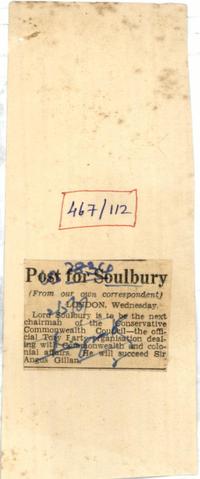 467/112
Post for Soulbury
(From our own correspondent)
LONDON, Wednesday.
Lord Soulbury is to be the next
chairman of the Conservative
Commonwealth Council—the offi-
cial Tory Party organisation deal-
ing with Commonwealth and colo-
nial affairs. He will succeed Sir
Angus Gillan.